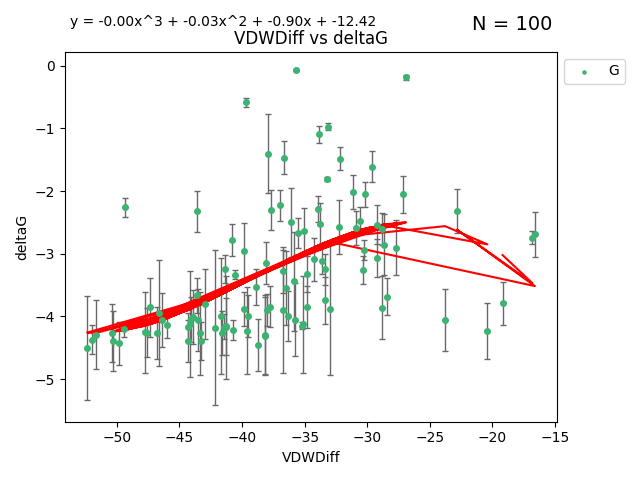 y = -0.00x^3 + -0.03x^2 + -0.90x + -12.42
N = 100
VDWDiff vs deltaG
G
0
−1
−2
−3
−4
−5
deltaG
−50 −45 −40 −35 −30 −25 −20 −15
VDWDiff